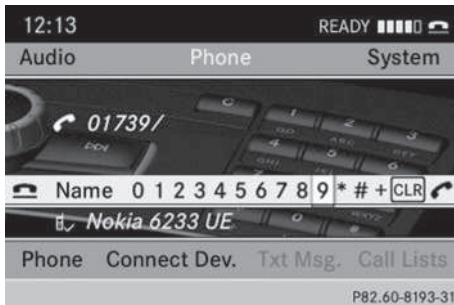 12:13 READY
Audio Phone System
01739/
Name 0 1 2 3 4 5 6 7 8 9 * # + CLR
Nokia 6233 UE
Phone Connect Dev. Txt Msg. Call Lists
P82.60-8193-31